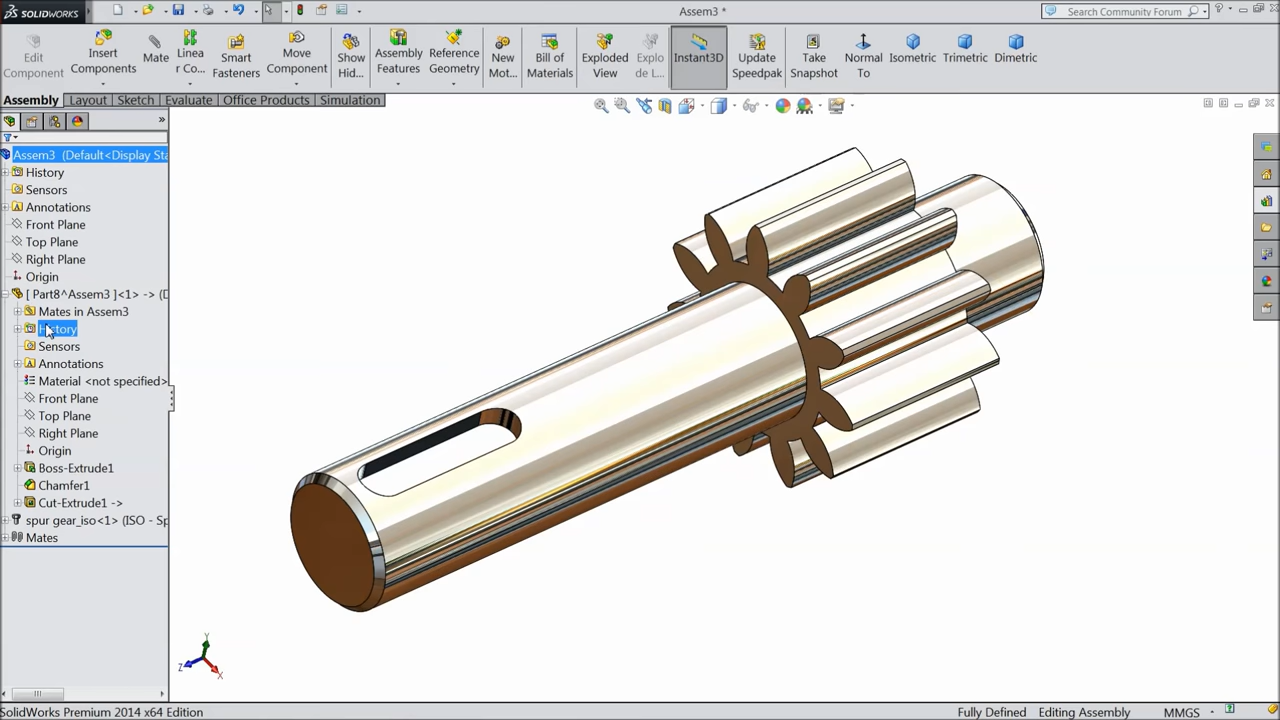 SOLIDWORKS
Assem3 *
Search Community Forum
Edit Component
Insert Components
Mate
Linea r Co...
Smart Fasteners
Move Component
Show Hid...
Assembly Features
Reference Geometry
New Mot...
Bill of Materials
Exploded View
Explo de L...
Instant3D
Update Speedpak
Take Snapshot
Normal To
Isometric
Trimetric
Dimetric
Assembly
Layout
Sketch
Evaluate
Office Products
Simulation
Assem3 (Default<Display Sta
History
Sensors
Annotations
Front Plane
Top Plane
Right Plane
Origin
[ Part8^Assem3 ]<1> -> (D
Mates in Assem3
History
Sensors
Annotations
Material <not specified>
Front Plane
Top Plane
Right Plane
Origin
Boss-Extrude1
Chamfer1
Cut-Extrude1 ->
spur gear_iso<1> (ISO - Sp
Mates
Y
Z
X
SolidWorks Premium 2014 x64 Edition
Fully Defined
Editing Assembly
MMGS